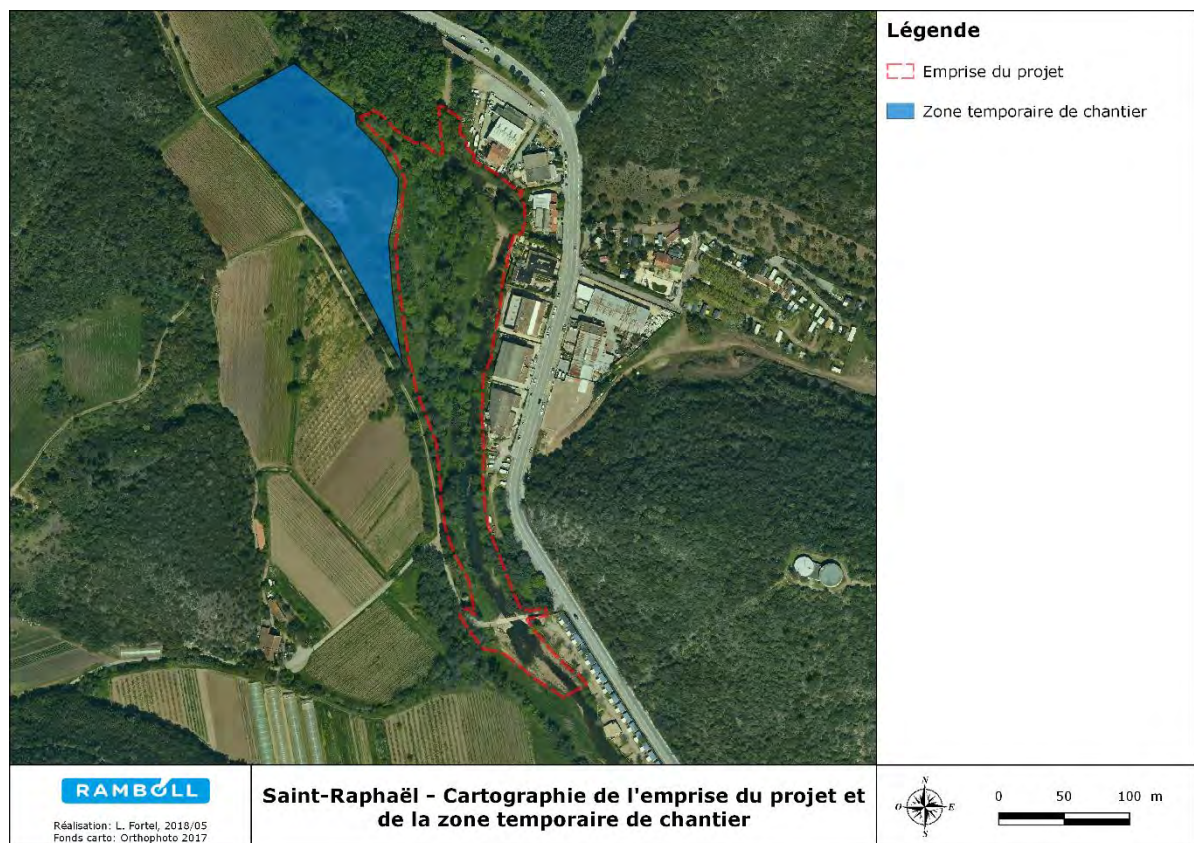 Légende
Emprise du projet
Zone temporaire de chantier
RAMBOLL
Réalisation: L. Fortel, 2018/05
Fonds carto: Orthophoto 2017
Saint-Raphaël - Cartographie de l'emprise du projet et
de la zone temporaire de chantier
N
O E
S
0 50 100 m